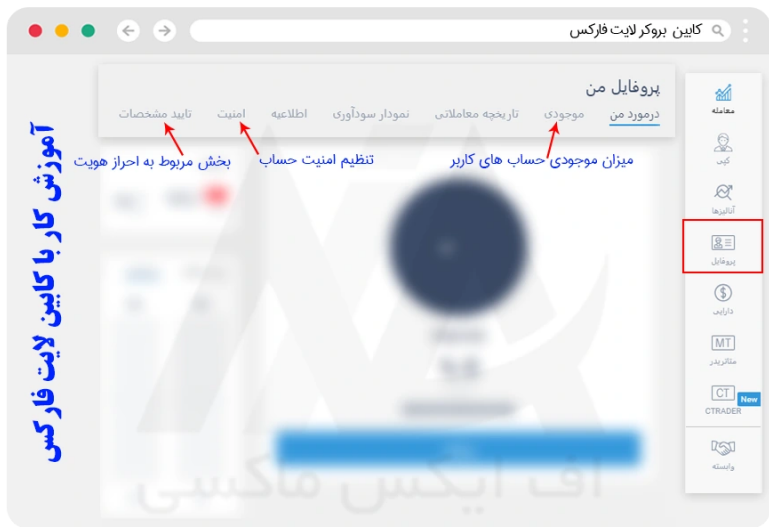 کابین بروکر لایت فارکس
پروفایل من
درمورد من موجودی تاریخچه معاملاتی نمودار سودآوری اطلاعیه امنیت تایید مشخصات
میزان موجودی حساب های کاربر
تنظیم امنیت حساب
بخش مربوط به احراز هویت
معامله
کپی
آنالیزها
پروفایل
دارایی
MT
متاتریدر
CT
New
CTRADER
وابسته
آموزش کار با کابین لایت فارکس
اف ایکس ماکسی